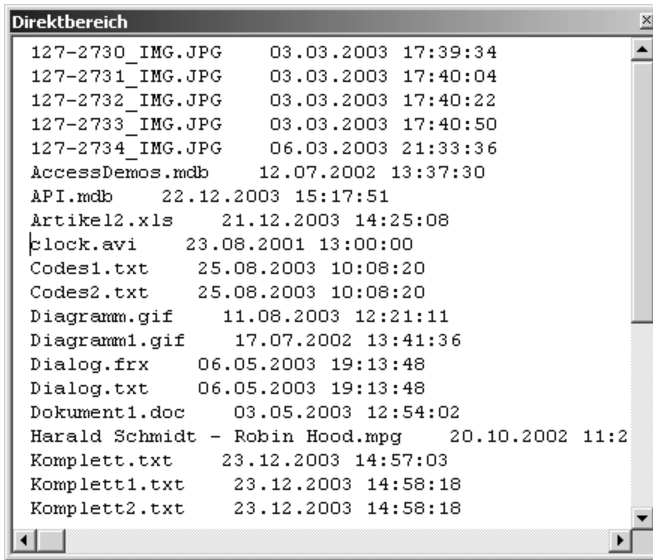 Direktbereich
127-2730_IMG.JPG    03.03.2003 17:39:34
127-2731_IMG.JPG    03.03.2003 17:40:04
127-2732_IMG.JPG    03.03.2003 17:40:22
127-2733_IMG.JPG    03.03.2003 17:40:50
127-2734_IMG.JPG    06.03.2003 21:33:36
AccessDemos.mdb    12.07.2002 13:37:30
API.mdb    22.12.2003 15:17:51
Artikel2.xls    21.12.2003 14:25:08
clock.avi    23.08.2001 13:00:00
Codes1.txt    25.08.2003 10:08:20
Codes2.txt    25.08.2003 10:08:20
Diagramm.gif    11.08.2003 12:21:11
Diagramm1.gif    17.07.2002 13:41:36
Dialog.frx    06.05.2003 19:13:48
Dialog.txt    06.05.2003 19:13:48
Dokument1.doc    03.05.2003 12:54:02
Harald Schmidt - Robin Hood.mpg    20.10.2002 11:2
Komplett.txt    23.12.2003 14:57:03
Komplett1.txt    23.12.2003 14:58:18
Komplett2.txt    23.12.2003 14:58:18